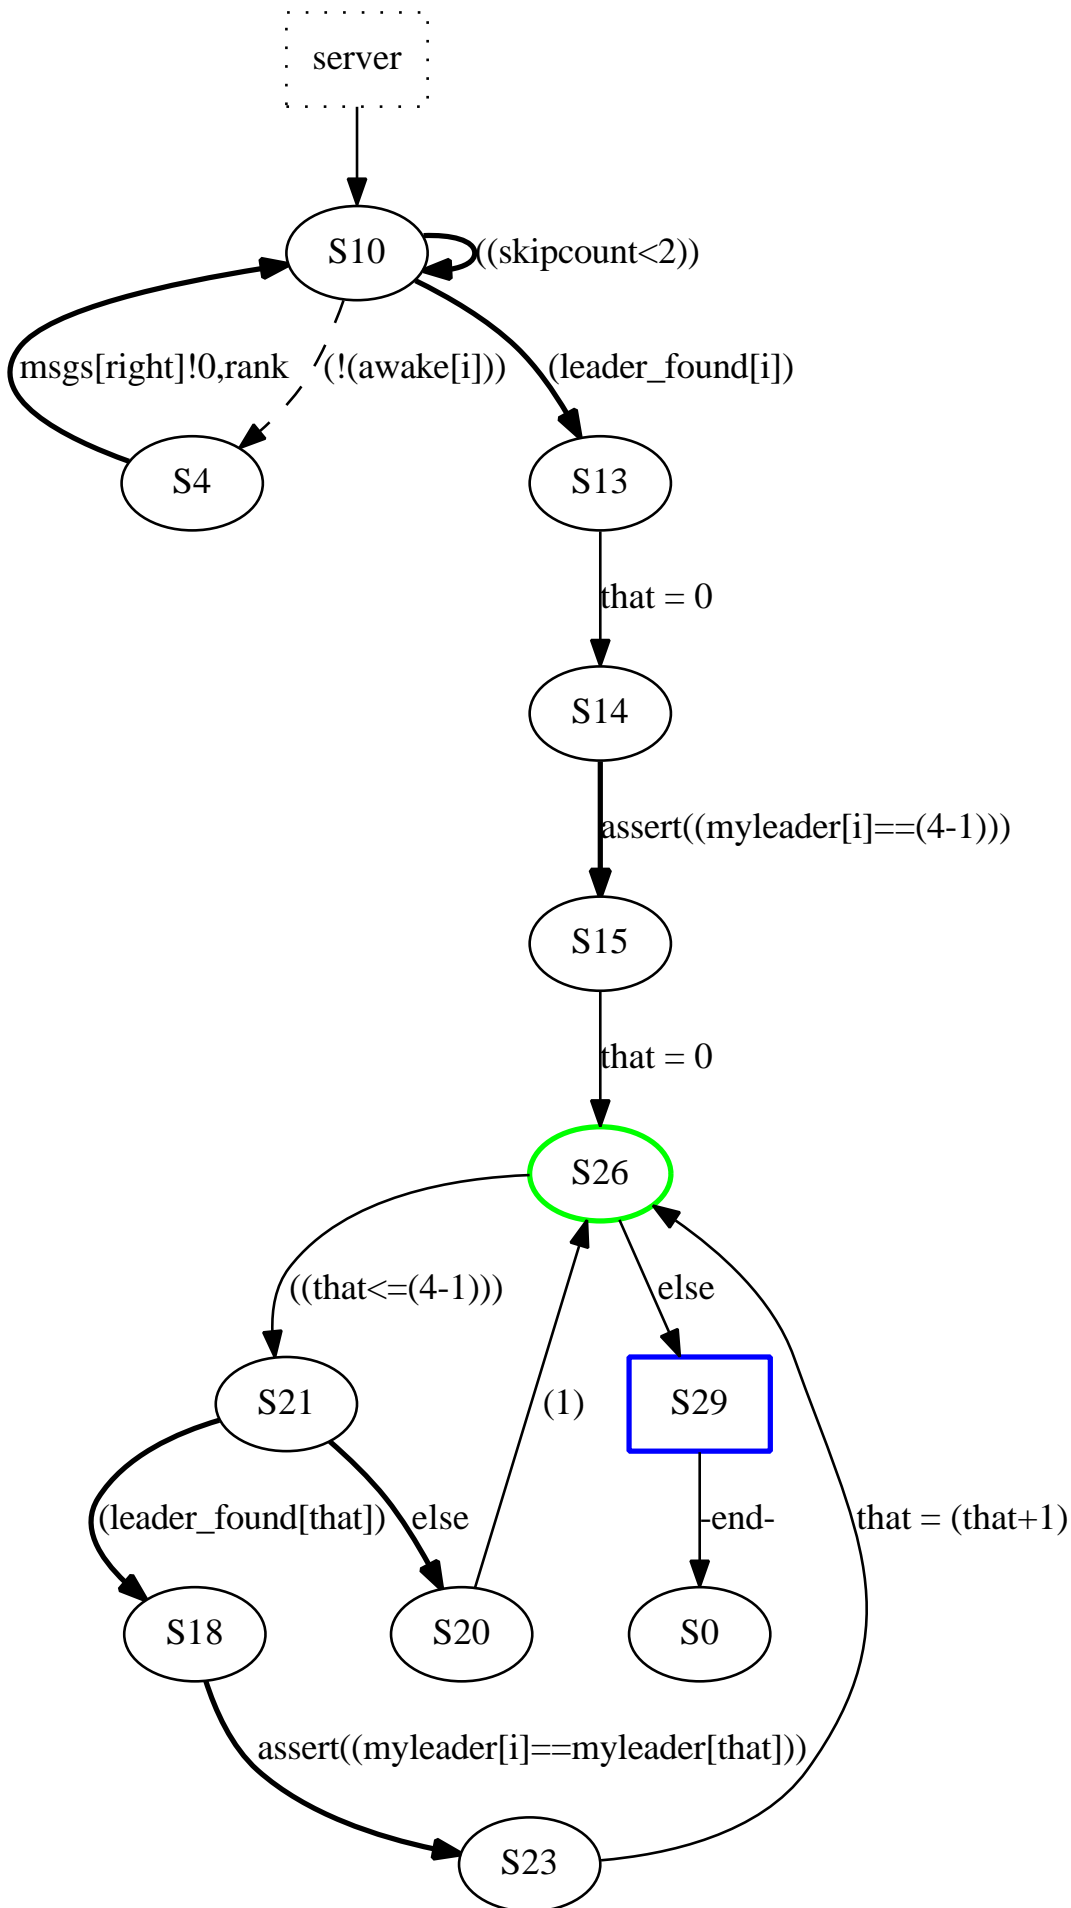 server
S10
((skipcount<2))
msgs[right]!0,rank
(!(awake[i]))
(leader_found[i])
S4
S13
that = 0
S14
assert((myleader[i]==(4-1)))
S15
that = 0
S26
((that<=(4-1)))
else
S21
(1)
S29
(leader_found[that])
else
-end-
that = (that+1)
S18
S20
S0
assert((myleader[i]==myleader[that]))
S23